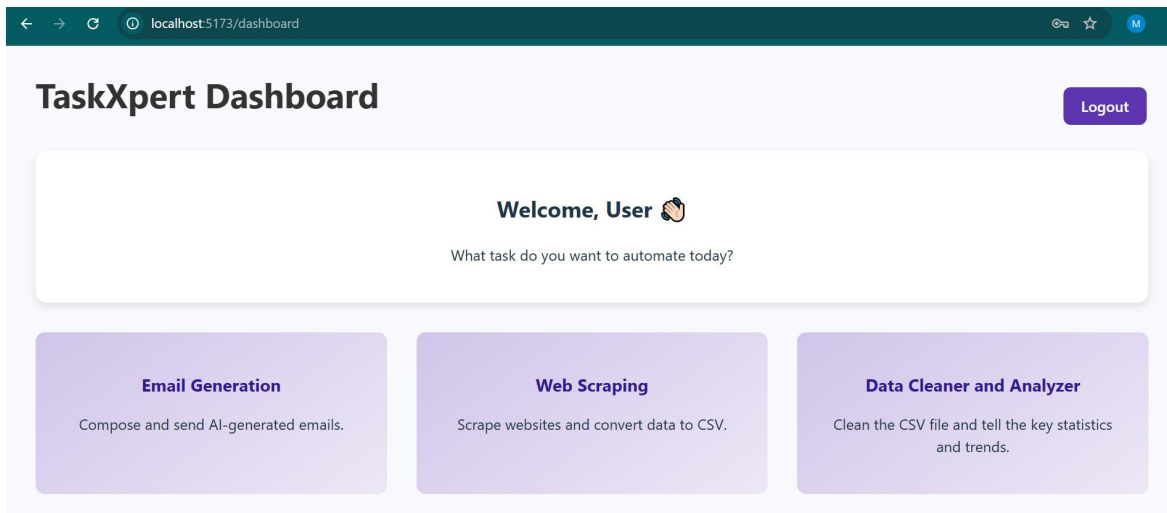 localhost:5173/dashboard
M
TaskXpert Dashboard
Logout
Welcome, User 👋🏻
What task do you want to automate today?
Email Generation
Compose and send AI-generated emails.
Web Scraping
Scrape websites and convert data to CSV.
Data Cleaner and Analyzer
Clean the CSV file and tell the key statistics
and trends.